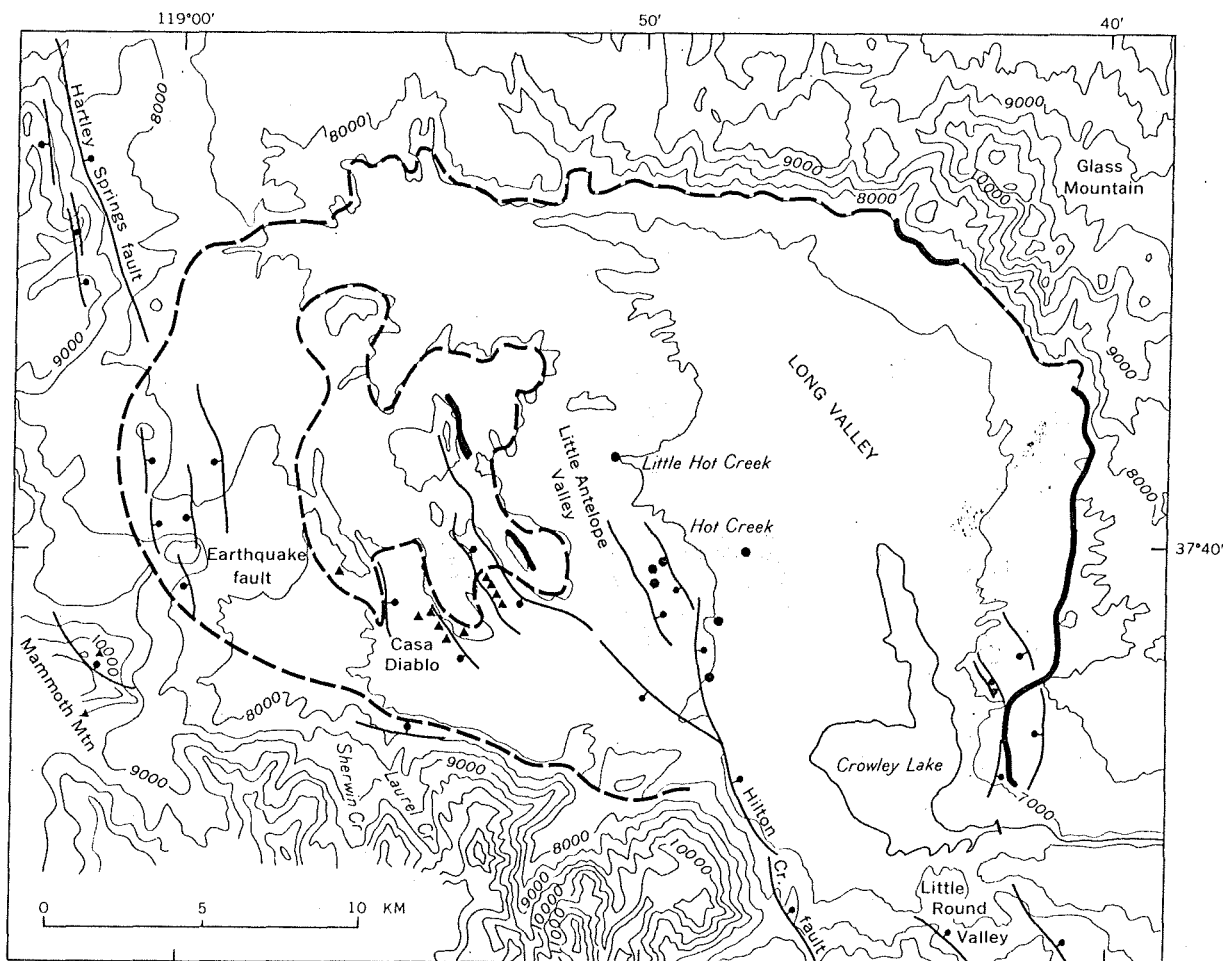 119°00'
50'
40'
Hartley Springs fault
8000
8000
9000
9000
8000
10000
Glass
Mountain
9000
9000
8000
LONG VALLEY
Little Antelope
Valley
Little Hot Creek
Hot Creek
37°40'
Earthquake
fault
Casa
Diablo
10000
Mammoth Mtn
8000
9000
Sherwin Cr
Laurel Cr
9000
8000
9000
10000
10000
Hilton Cr fault
Crowley Lake
7000
Little
Round
Valley
0 5 10 KM